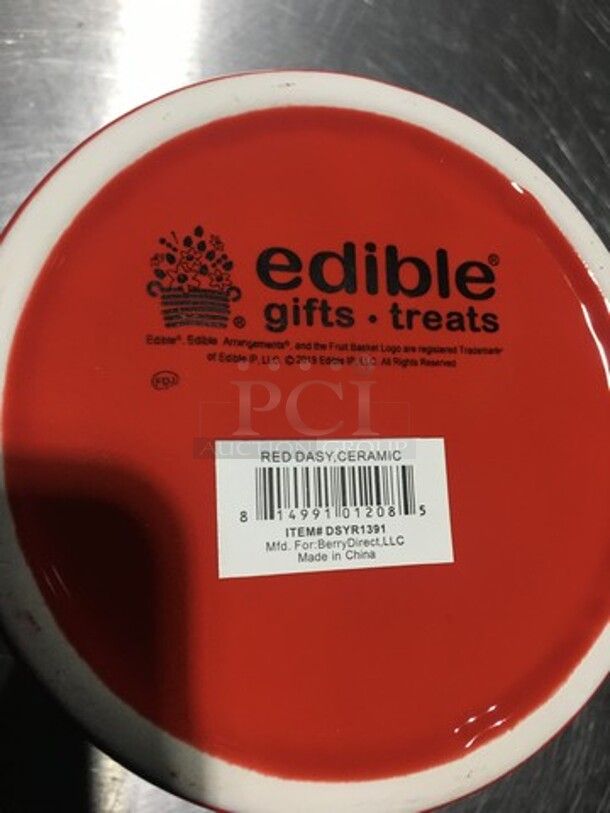 edible®
gifts • treats
®
Edible®, Edible Arrangements®, and the Fruit Basket Logo are registered Trademark
of Edible IP, LLC. © 2019 Edible IP, LLC. All Rights Reserved
FDJ
PCI
AUCTION GROUP
RED DASY,CERAMIC
8 14991 01208 5
ITEM# DSYR1391
Mfd. For:BerryDirect,LLC
Made in China